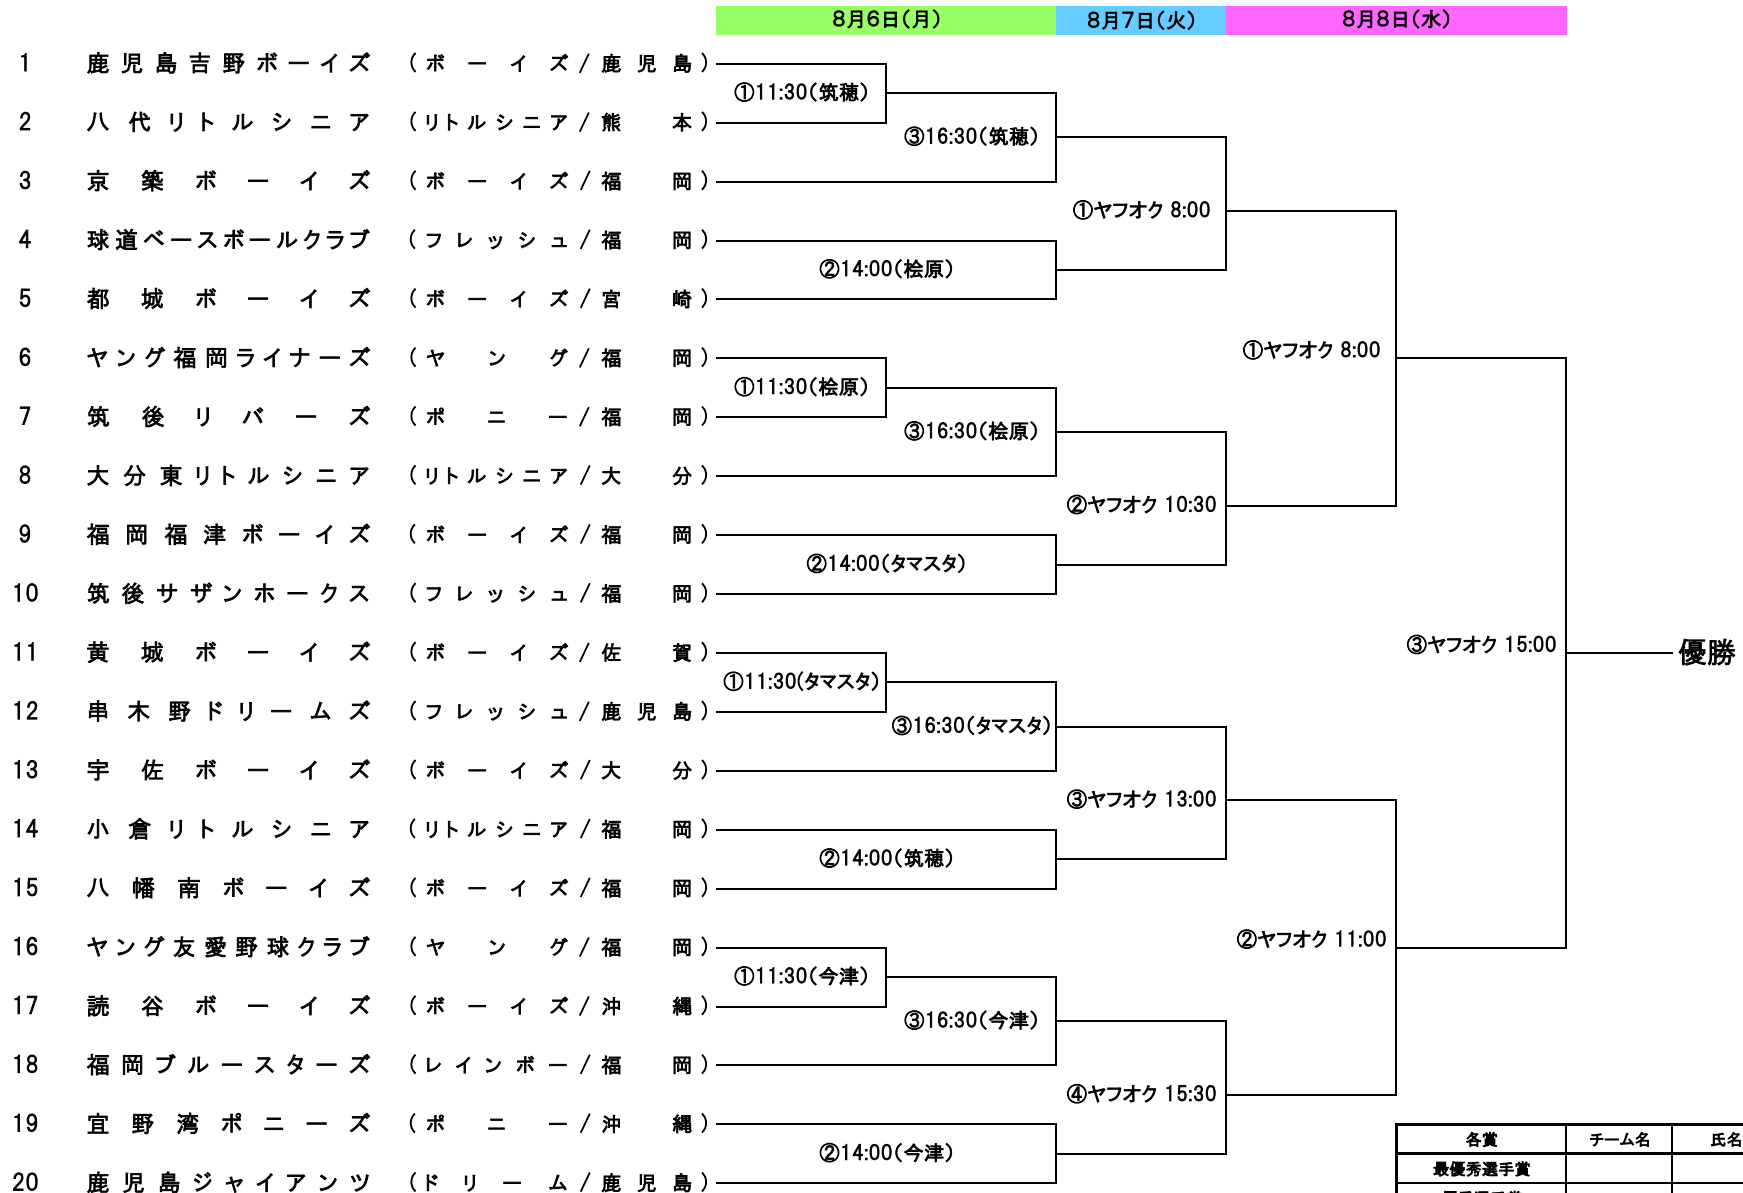 8月6日(月) 8月7日(火) 8月8日(水)
1 鹿児島吉野ボーイズ (ボーイズ/鹿児島)
①11:30(筑穂)
2 八代リトルシニア (リトルシニア/熊本)
③16:30(筑穂)
3 京築ボーイズ (ボーイズ/福岡)
①ヤフオク 8:00
4 球道ベースボールクラブ (フレッシュ/福岡)
②14:00(桧原)
5 都城ボーイズ (ボーイズ/宮崎)
①ヤフオク 8:00
6 ヤング福岡ライナーズ (ヤング/福岡)
①11:30(桧原)
7 筑後リバーズ (ポニー/福岡)
③16:30(桧原)
8 大分東リトルシニア (リトルシニア/大分)
②ヤフオク 10:30
9 福岡福津ボーイズ (ボーイズ/福岡)
②14:00(タマスタ)
10 筑後サザンホークス (フレッシュ/福岡)
③ヤフオク 15:00
優勝
11 黄城ボーイズ (ボーイズ/佐賀)
①11:30(タマスタ)
12 串木野ドリームズ (フレッシュ/鹿児島)
③16:30(タマスタ)
13 宇佐ボーイズ (ボーイズ/大分)
③ヤフオク 13:00
14 小倉リトルシニア (リトルシニア/福岡)
②14:00(筑穂)
15 八幡南ボーイズ (ボーイズ/福岡)
②ヤフオク 11:00
16 ヤング友愛野球クラブ (ヤング/福岡)
①11:30(今津)
17 読谷ボーイズ (ボーイズ/沖縄)
③16:30(今津)
18 福岡ブルースターズ (レインボー/福岡)
④ヤフオク 15:30
19 宜野湾ポニーズ (ポニー/沖縄)
②14:00(今津)
20 鹿児島ジャイアンツ (ドリーム/鹿児島)
各賞 チーム名 氏名
最優秀選手賞